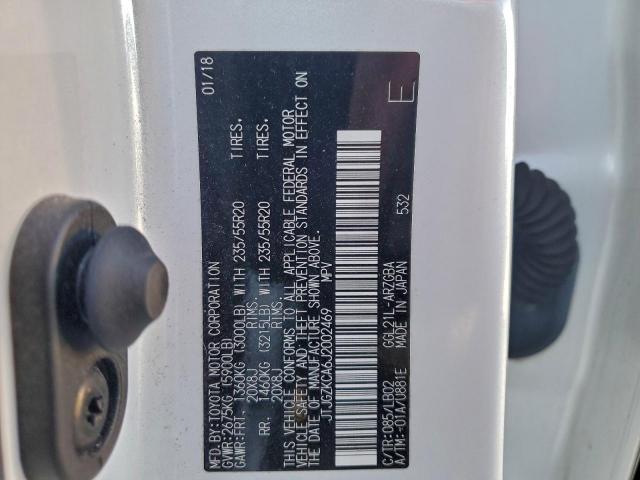 MFD.BY:TOYOTA MOTOR CORPORATION 01/18
GVWR:2675KG (5900LB)
GAWR:FRT. 1360KG (3000LB) WITH 235/55R20 TIRES.
20X8J RIMS.
RR. 1460KG (3215LB) WITH 235/55R20 TIRES.
20X8J RIMS.
THIS VEHICLE CONFORMS TO ALL APPLICABLE FEDERAL MOTOR
VEHICLE SAFETY AND THEFT PREVENTION STANDARDS IN EFFECT ON
THE DATE OF MANUFACTURE SHOWN ABOVE.
JTJGZKCA6J2002469 MPV
E
C/TR:085/LB02 GGL21L-ARZGBA
A/TM:-01A/U881E MADE IN JAPAN 532